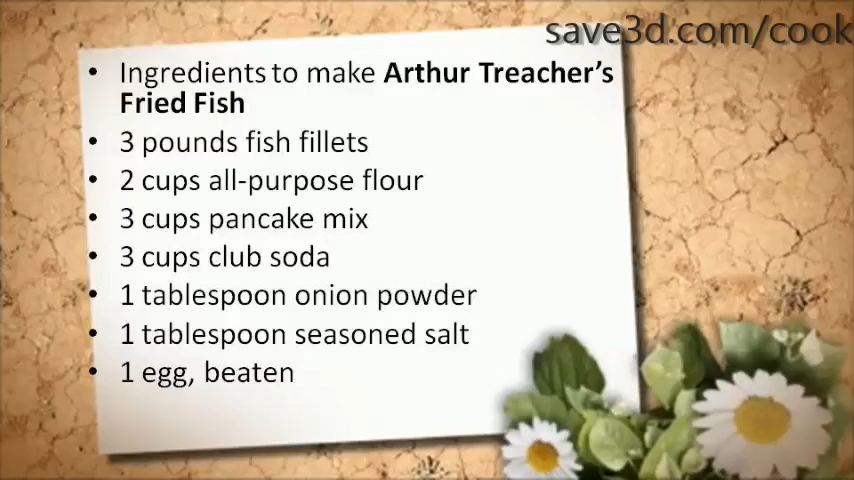 save3d.com/cook
• Ingredients to make Arthur Treacher's
Fried Fish
• 3 pounds fish fillets
• 2 cups all-purpose flour
• 3 cups pancake mix
• 3 cups club soda
• 1 tablespoon onion powder
• 1 tablespoon seasoned salt
• 1 egg, beaten